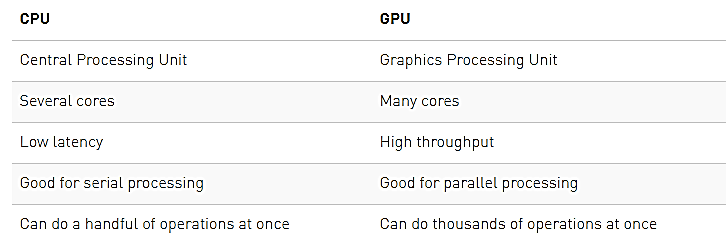 CPU GPU
Central Processing Unit Graphics Processing Unit
Several cores Many cores
Low latency High throughput
Good for serial processing Good for parallel processing
Can do a handful of operations at once Can do thousands of operations at once